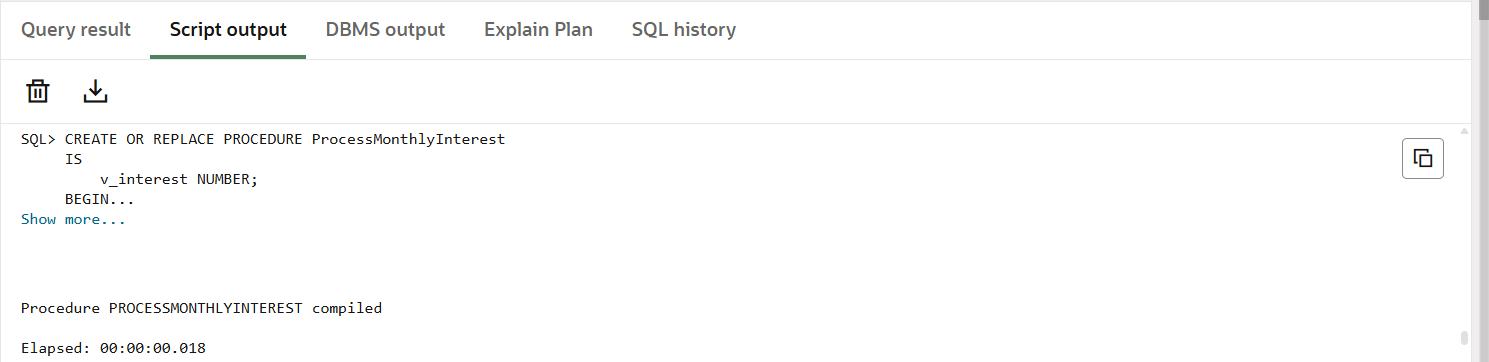 Query result Script output DBMS output Explain Plan SQL history
SQL> CREATE OR REPLACE PROCEDURE ProcessMonthlyInterest
IS
v_interest NUMBER;
BEGIN...
Show more...
Procedure PROCESSMONTHLYINTEREST compiled
Elapsed: 00:00:00.018